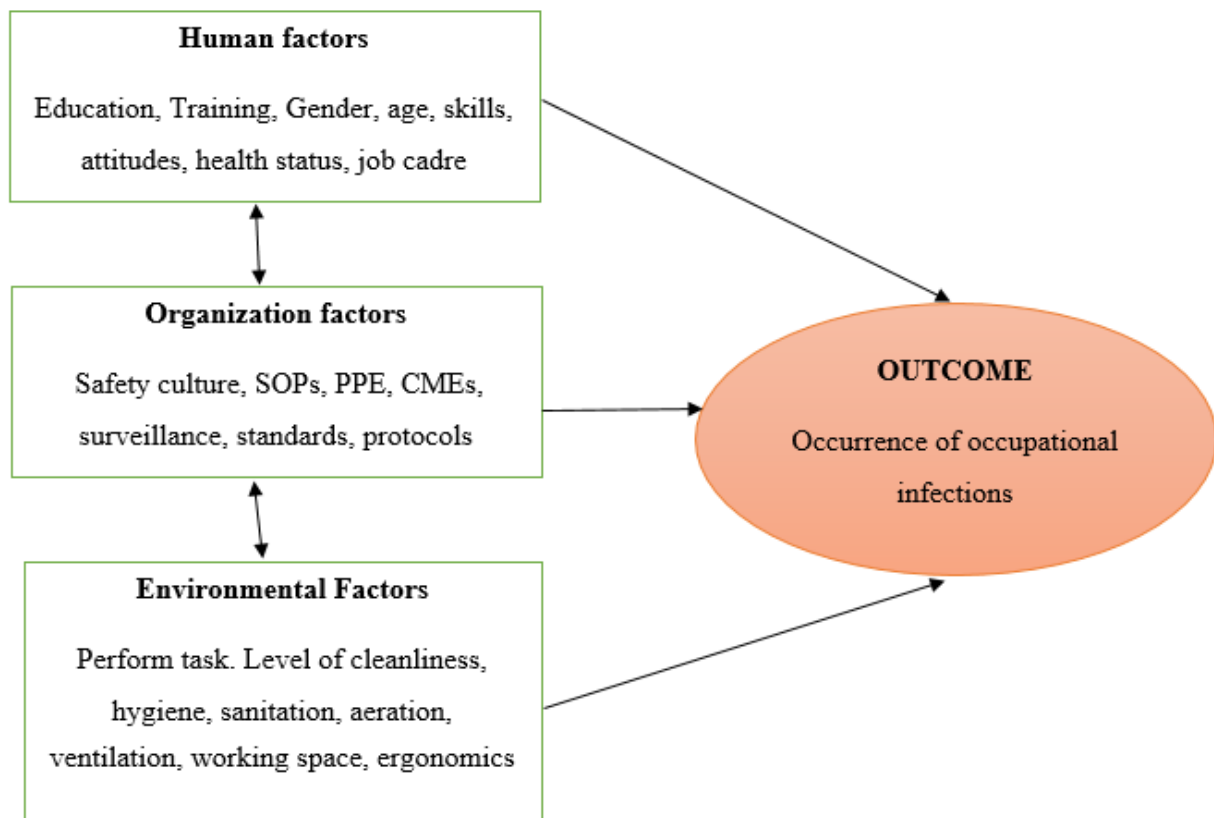 Human factors
Education, Training, Gender, age, skills,
attitudes, health status, job cadre
Organization factors
Safety culture, SOPs, PPE, CMEs,
surveillance, standards, protocols
Environmental Factors
Perform task. Level of cleanliness,
hygiene, sanitation, aeration,
ventilation, working space, ergonomics
OUTCOME
Occurrence of occupational
infections